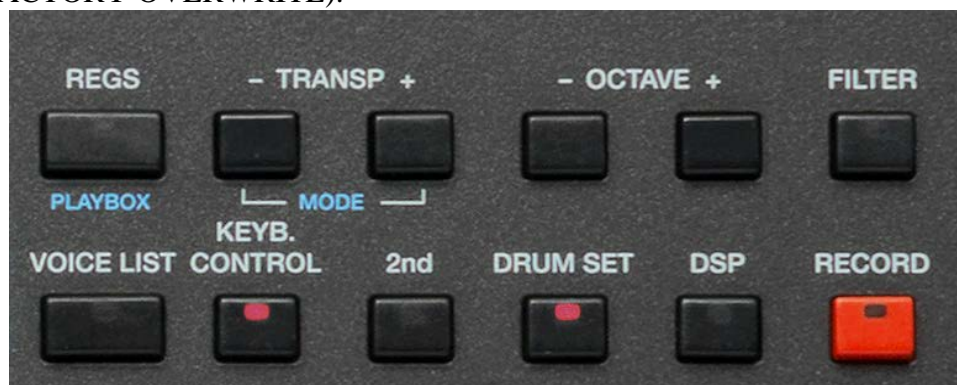 REGS - TRANSP + - OCTAVE + FILTER
PLAYBOX MODE
KEYB.
VOICE LIST CONTROL 2nd DRUM SET DSP RECORD